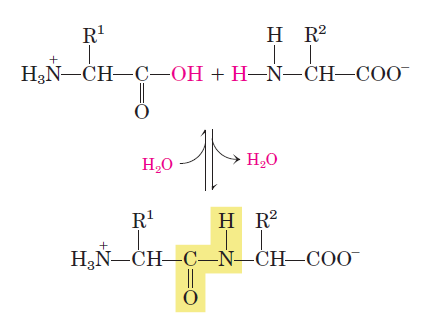 R¹ H R²
H₃N⁺—CH—C—OH + H—N—CH—COO⁻
O
H₂O H₂O
R¹ H R²
H₃N⁺—CH—C—N—CH—COO⁻
O